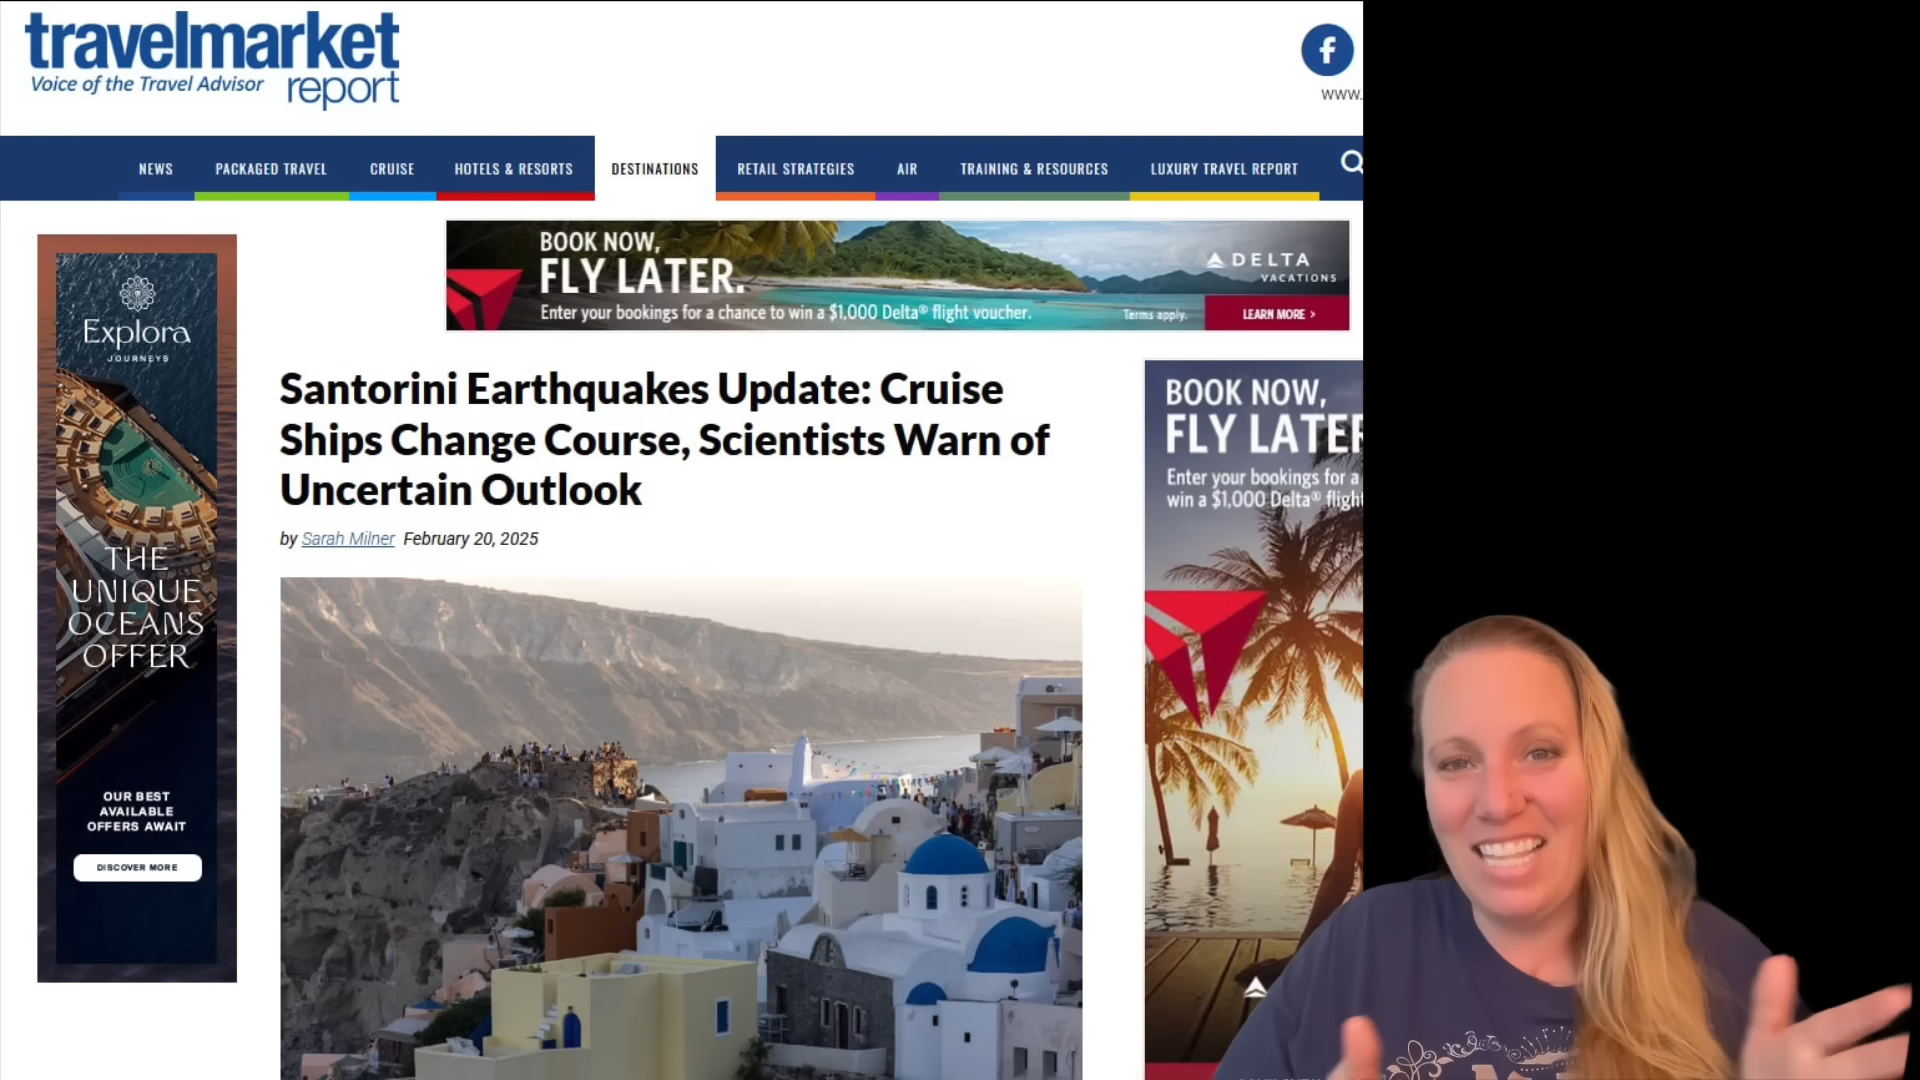 travelmarket
report
Voice of the Travel Advisor
www.
NEWS
PACKAGED TRAVEL
CRUISE
HOTELS & RESORTS
DESTINATIONS
RETAIL STRATEGIES
AIR
TRAINING & RESOURCES
LUXURY TRAVEL REPORT
BOOK NOW,
FLY LATER.
Enter your bookings for a chance to win a $1,000 Delta® flight voucher.
Terms apply.
DELTA
VACATIONS
LEARN MORE >
Explora
JOURNEYS
THE
UNIQUE
OCEANS
OFFER
OUR BEST
AVAILABLE
OFFERS AWAIT
DISCOVER MORE
Santorini Earthquakes Update: Cruise
Ships Change Course, Scientists Warn of
Uncertain Outlook
by Sarah Milner February 20, 2025
BOOK NOW,
FLY LATER
Enter your bookings for a
win a $1,000 Delta® flight